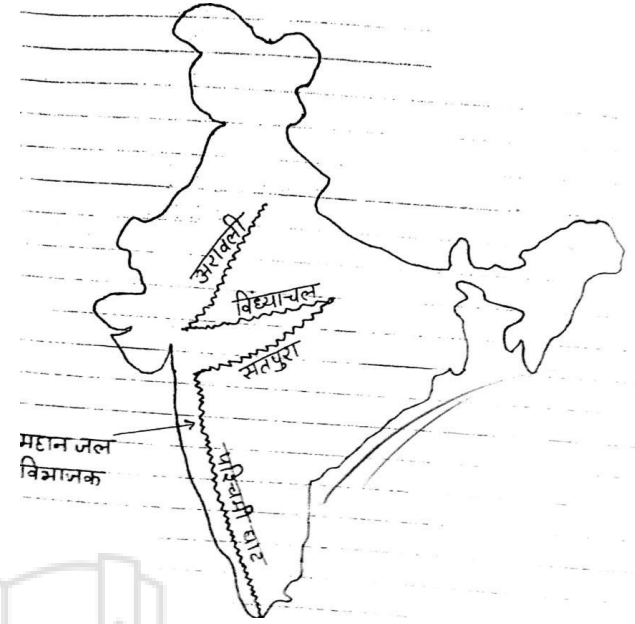 अरावली
विंध्याचल
सतपुरा
महान जल
विभाजक
पश्चिमी घाट